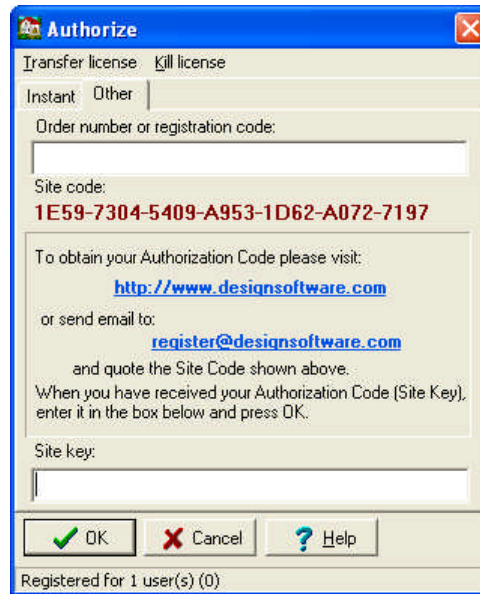 Authorize
Transfer license Kill license
Instant Other
Order number or registration code:
Site code:
1E59-7304-5409-A953-1D62-A072-7197
To obtain your Authorization Code please visit:
http://www.designsoftware.com
or send email to:
register@designsoftware.com
and quote the Site Code shown above.
When you have received your Authorization Code (Site Key),
enter it in the box below and press OK.
Site key:
OK Cancel Help
Registered for 1 user(s) (0)